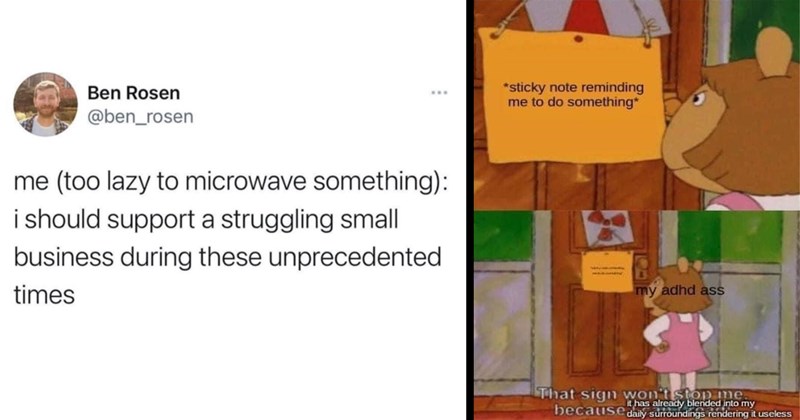 Ben Rosen
@ben_rosen
me (too lazy to microwave something):
i should support a struggling small
business during these unprecedented
times
*sticky note reminding
me to do something*
my adhd ass
That sign won't stop me
because it has already blended into my
daily surroundings rendering it useless